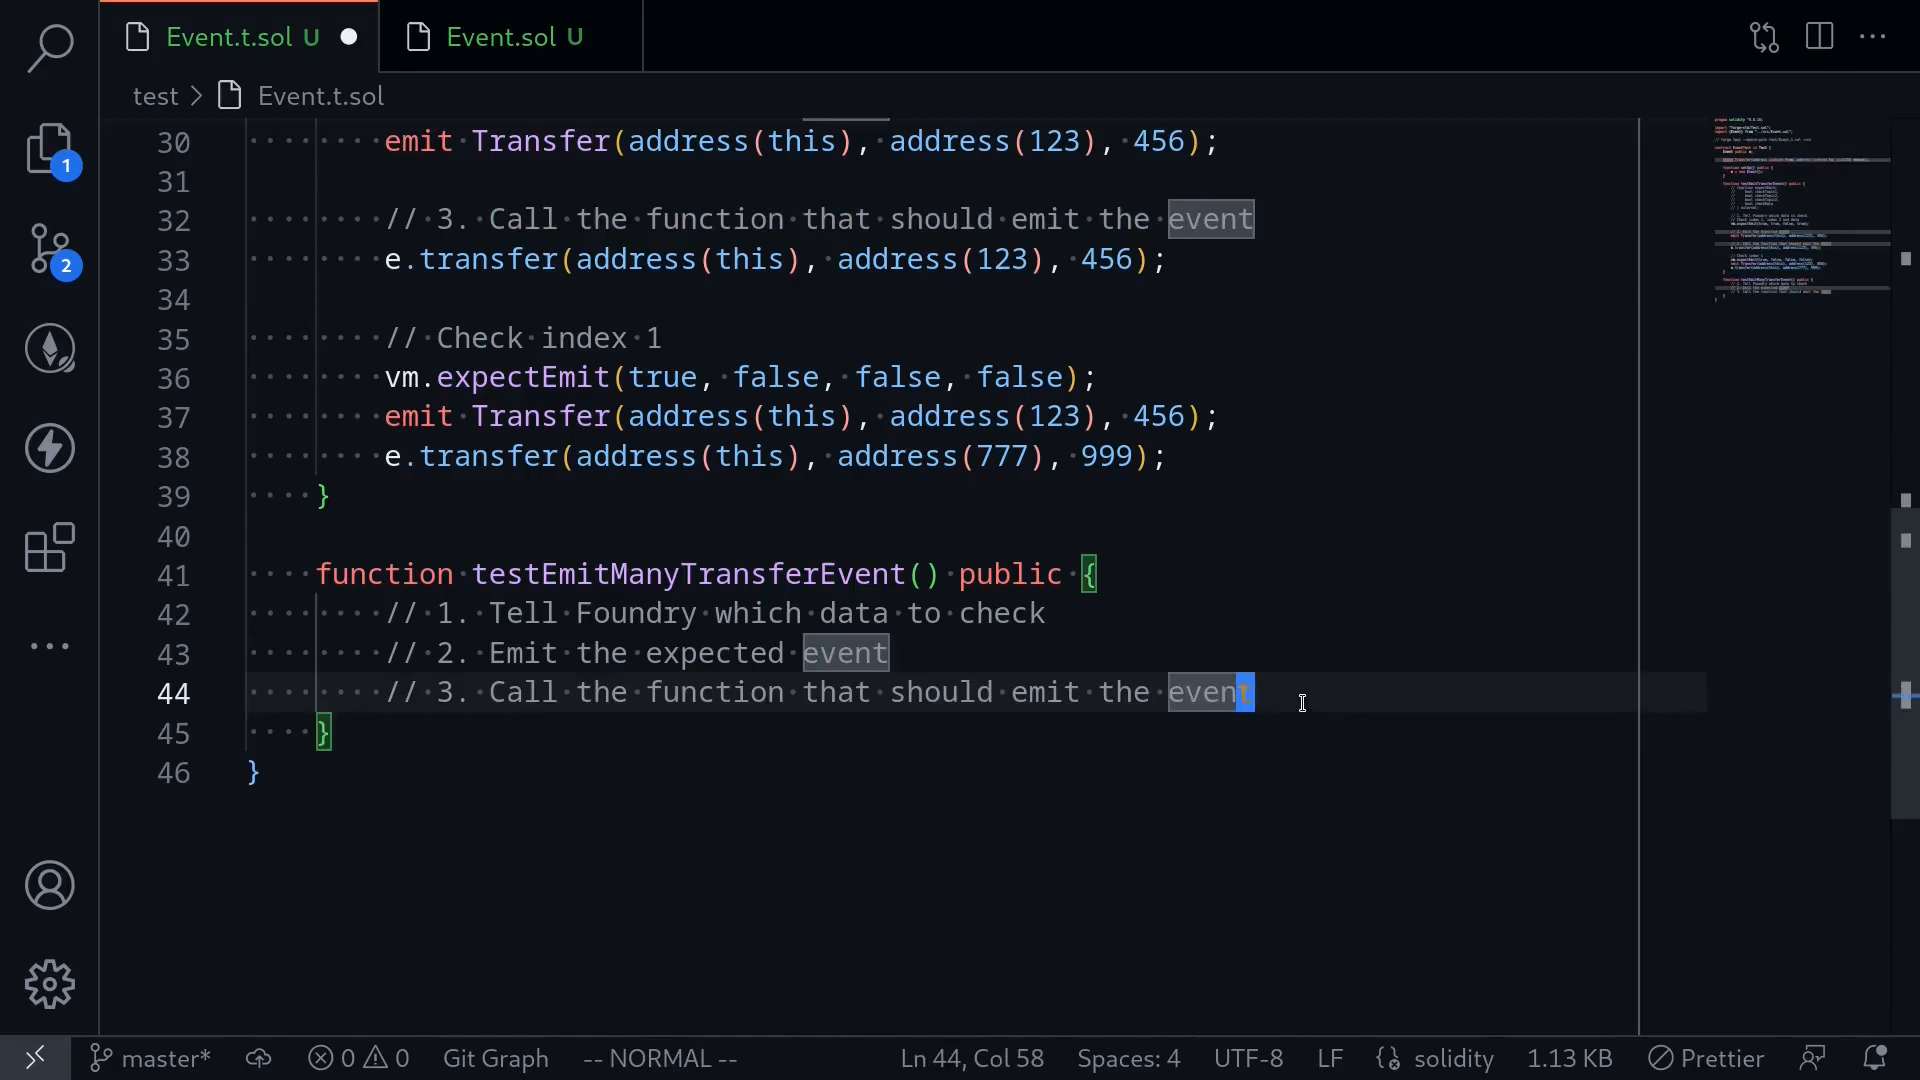 Event.t.sol U
Event.sol U
test > Event.t.sol
30 emit Transfer(address(this), address(123), 456);
31
32 // 3. Call the function that should emit the event
33 e.transfer(address(this), address(123), 456);
34
35 // Check index 1
36 vm.expectEmit(true, false, false, false);
37 emit Transfer(address(this), address(123), 456);
38 e.transfer(address(this), address(777), 999);
39 }
40
41 function testEmitManyTransferEvent() public {
42 // 1. Tell Foundry which data to check
43 // 2. Emit the expected event
44 // 3. Call the function that should emit the event
45 }
46 }
1
2
master* 0 0 Git Graph -- NORMAL -- Ln 44, Col 58 Spaces: 4 UTF-8 LF solidity 1.13 KB Prettier